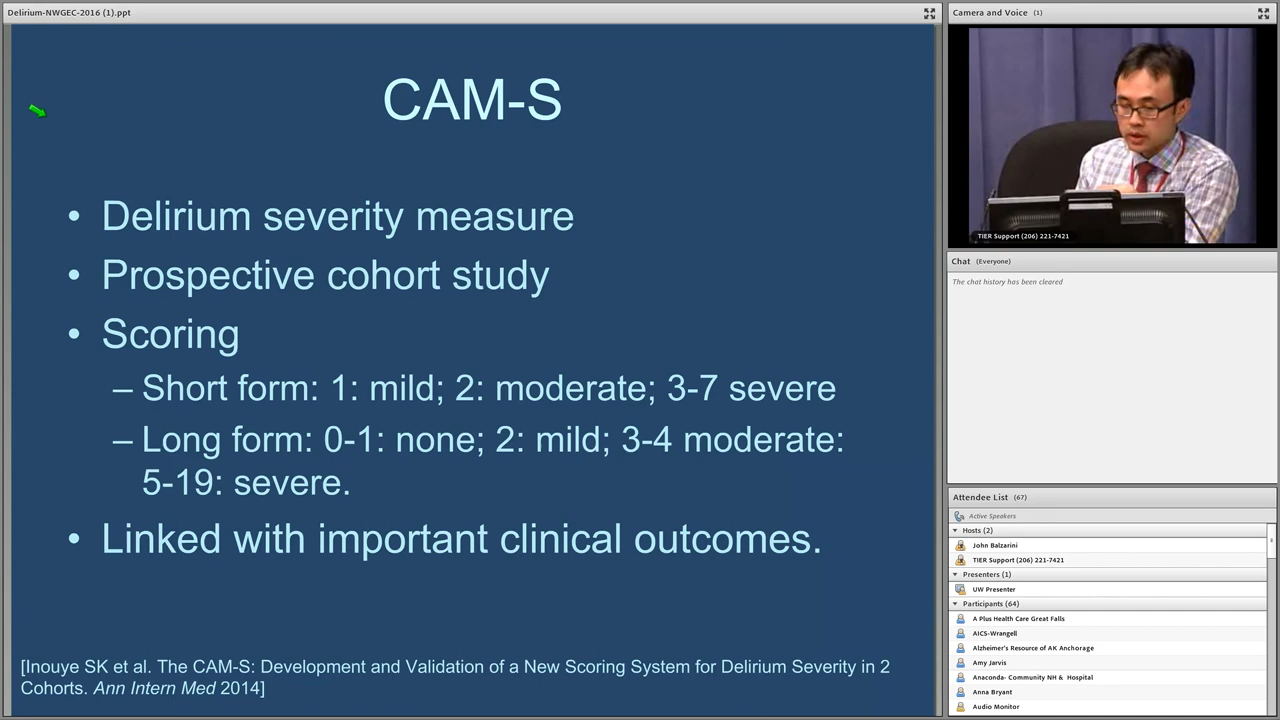 Delirium-NWGEC-2016 (1).ppt
CAM-S
• Delirium severity measure
• Prospective cohort study
• Scoring
– Short form: 1: mild; 2: moderate; 3-7 severe
– Long form: 0-1: none; 2: mild; 3-4 moderate:
5-19: severe.
• Linked with important clinical outcomes.
[Inouye SK et al. The CAM-S: Development and Validation of a New Scoring System for Delirium Severity in 2
Cohorts. Ann Intern Med 2014]
Camera and Voice (1)
TIER Support (206) 221-7421
Chat (Everyone)
The chat history has been cleared
Attendee List (67)
Active Speakers
Hosts (2)
John Balzarini
TIER Support (206) 221-7421
Presenters (1)
UW Presenter
Participants (64)
A Plus Health Care Great Falls
AICS-Wrangell
Alzheimer's Resource of AK Anchorage
Amy Jarvis
Anaconda- Community NH & Hospital
Anna Bryant
Audio Monitor